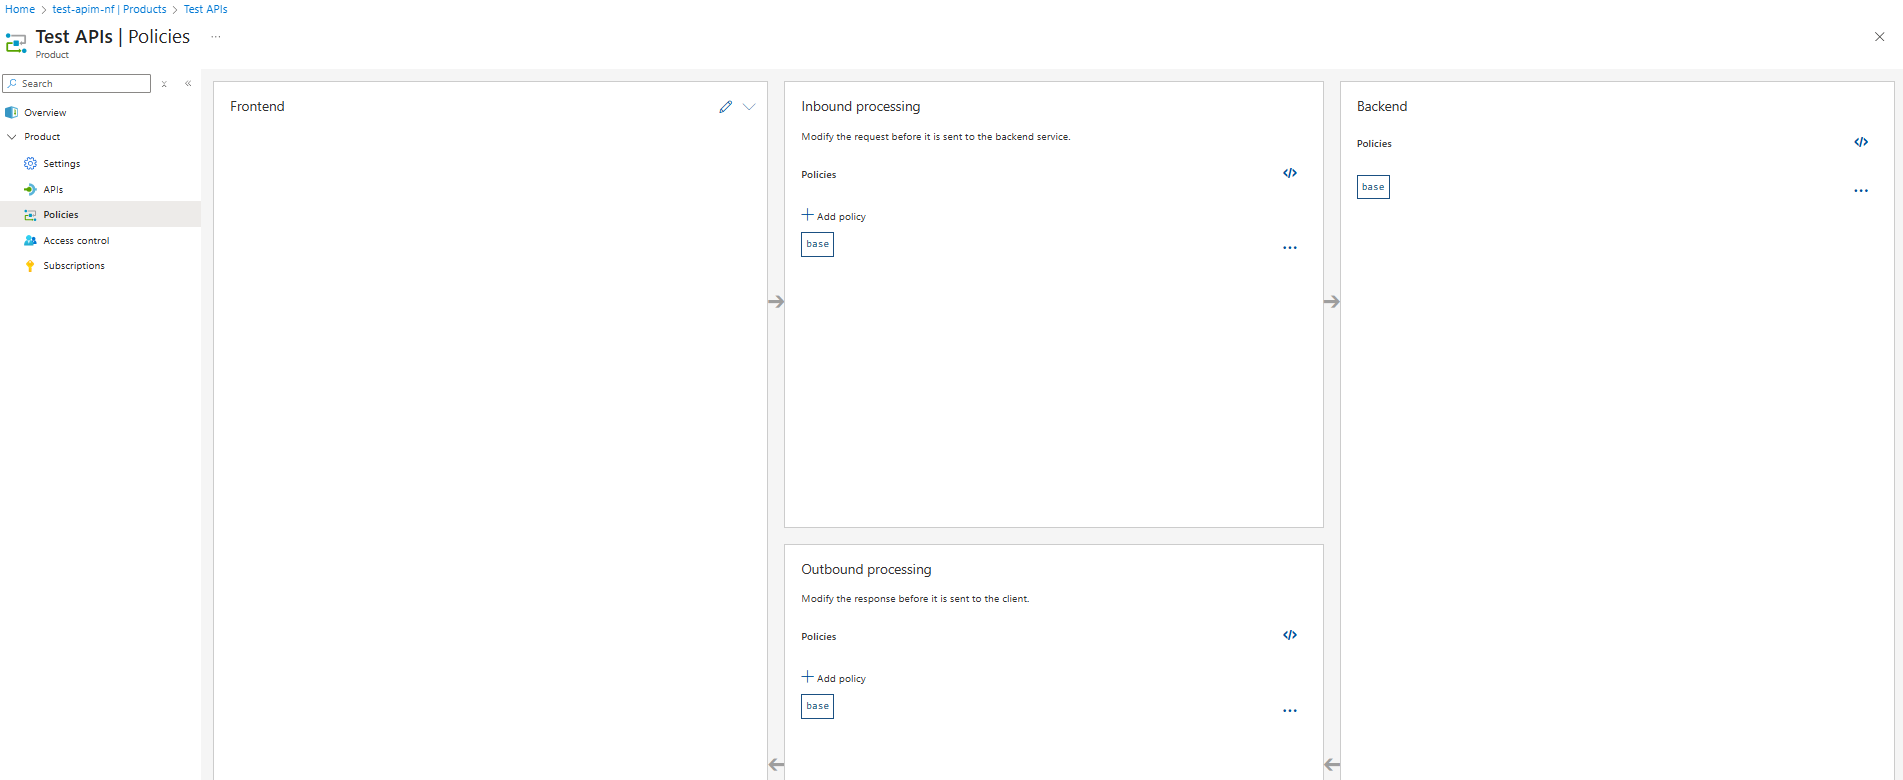 Home > test-apim-nf | Products > Test APIs
Test APIs | Policies ...
Product
Search
Overview
Product
Settings
APIs
Policies
Access control
Subscriptions
Frontend
Inbound processing
Modify the request before it is sent to the backend service.
Policies </>
+ Add policy
base ...
Outbound processing
Modify the response before it is sent to the client.
Policies </>
+ Add policy
base ...
Backend
Policies </>
base ...